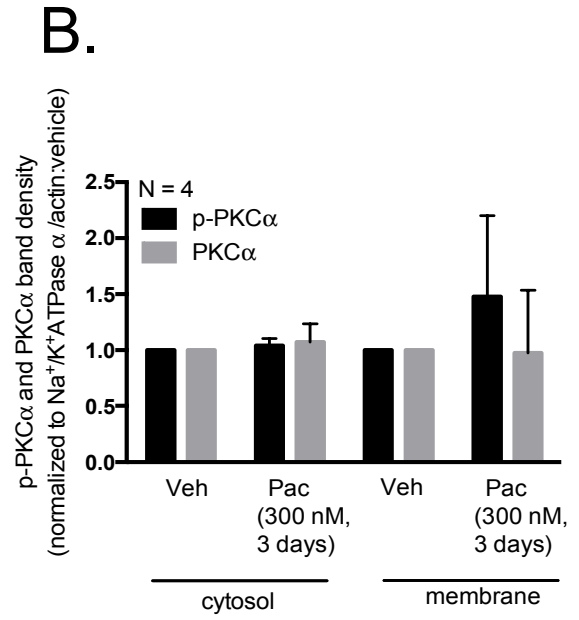 B.
p-PKCα and PKCα band density
(normalized to Na⁺/K⁺ATPase α /actin:vehicle)
N = 4
p-PKCα
PKCα
2.5
2.0
1.5
1.0
0.5
0.0
Veh
Pac
(300 nM,
3 days)
Veh
Pac
(300 nM,
3 days)
cytosol
membrane